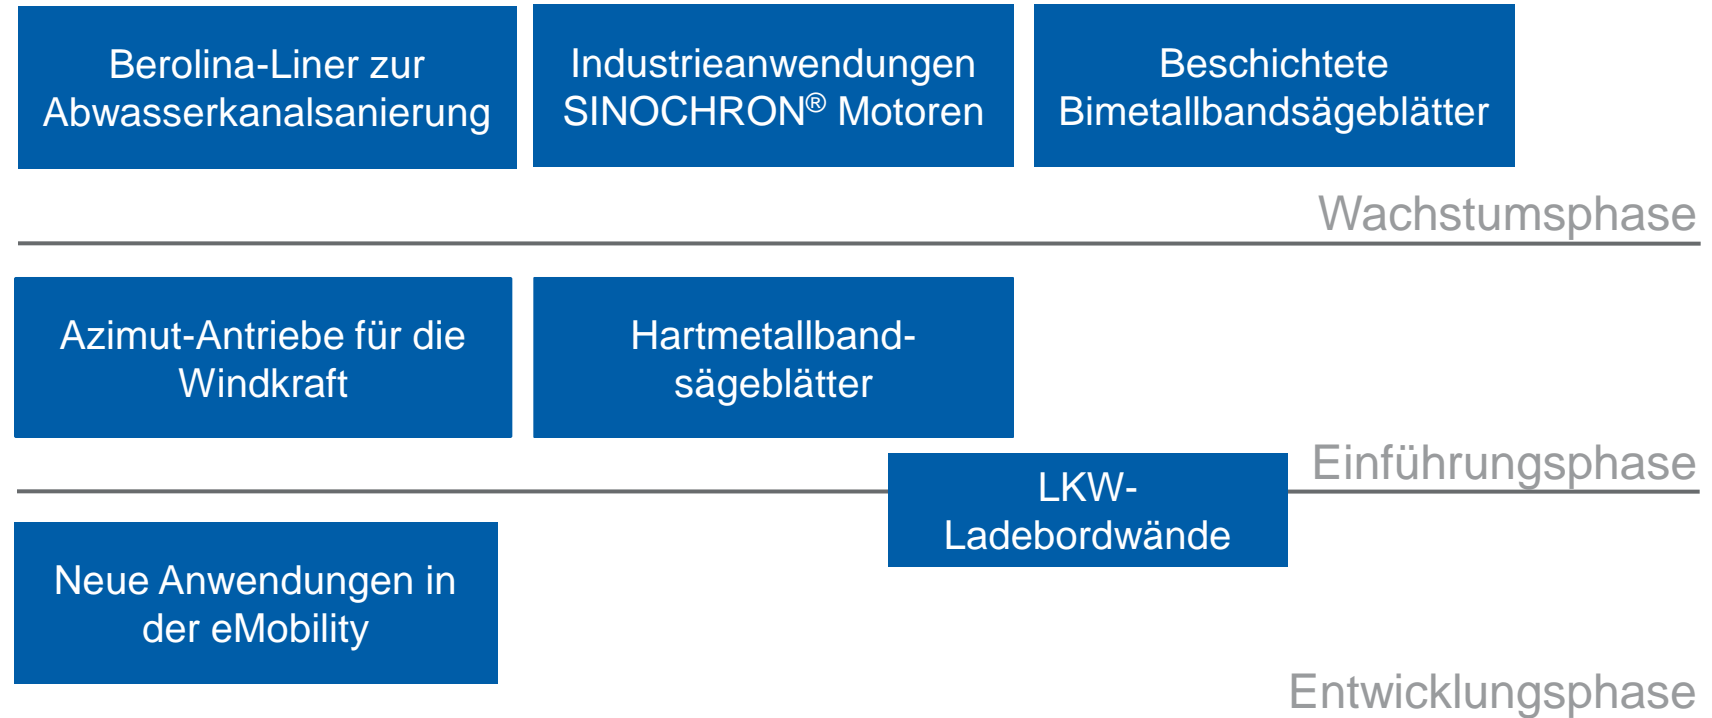 Berolina-Liner zur
Abwasserkanalsanierung
Industrieanwendungen
SINOCHRON® Motoren
Beschichtete
Bimetallbandsägeblätter
Wachstumsphase
Azimut-Antriebe für die
Windkraft
Hartmetallband-
sägeblätter
Einführungsphase
LKW-
Ladebordwände
Neue Anwendungen in
der eMobility
Entwicklungsphase